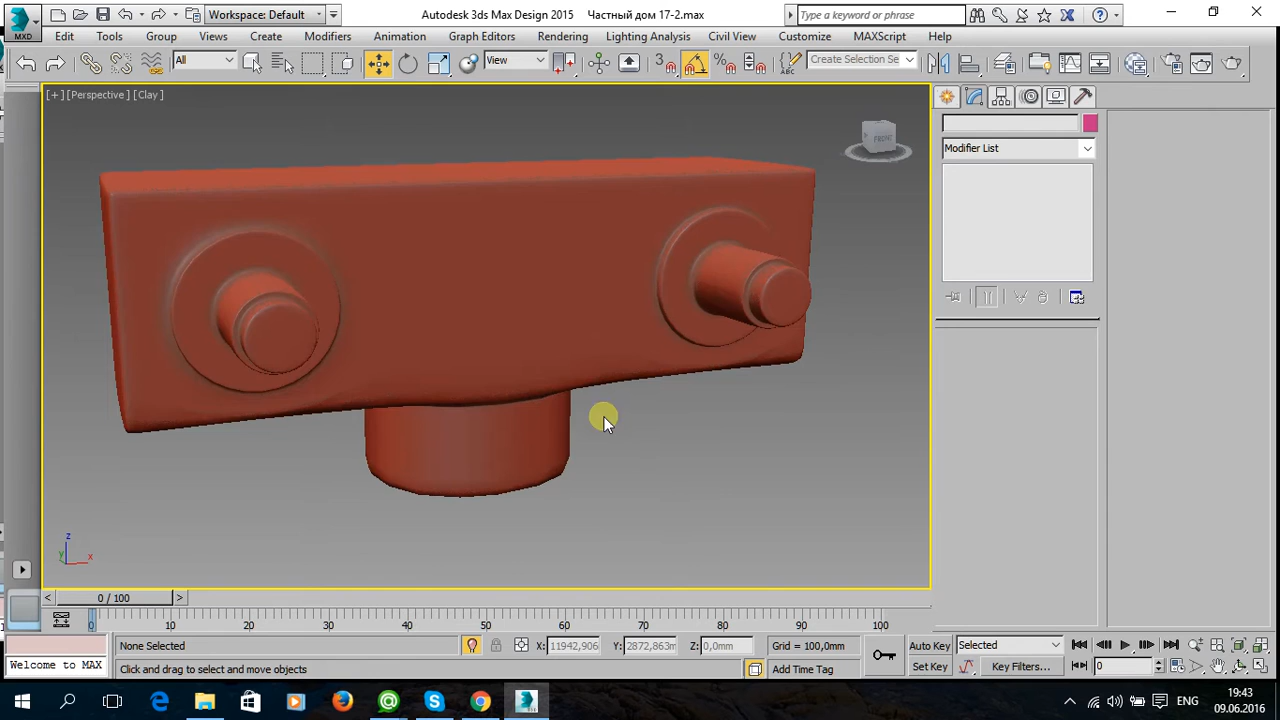 MXD
Workspace: Default
Autodesk 3ds Max Design 2015 Частный дом 17-2.max
Type a keyword or phrase
Edit Tools Group Views Create Modifiers Animation Graph Editors Rendering Lighting Analysis Civil View Customize MAXScript Help
All
View
3
Create Selection Se
[+] [Perspective] [Clay]
FRONT
Modifier List
z
y
x
0 / 100
0 10 20 30 40 50 60 70 80 90 100
None Selected
X: 11942,906
Y: 2872,863m
Z: 0,0mm
Grid = 100,0mm
Auto Key
Selected
Welcome to MAX
Click and drag to select and move objects
Add Time Tag
Set Key
Key Filters...
0
ENG
19:43
09.06.2016